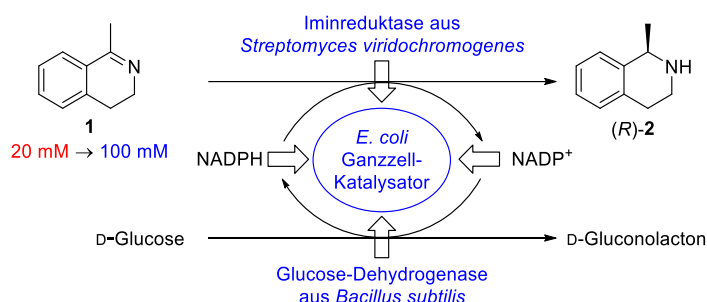 Iminreduktase aus
Streptomyces viridochromogenes
N
1
20 mM → 100 mM
NADPH
E. coli
Ganzzell-
Katalysator
NADP+
NH
(R)-2
D-Glucose
D-Gluconolacton
Glucose-Dehydrogenase
aus Bacillus subtilis